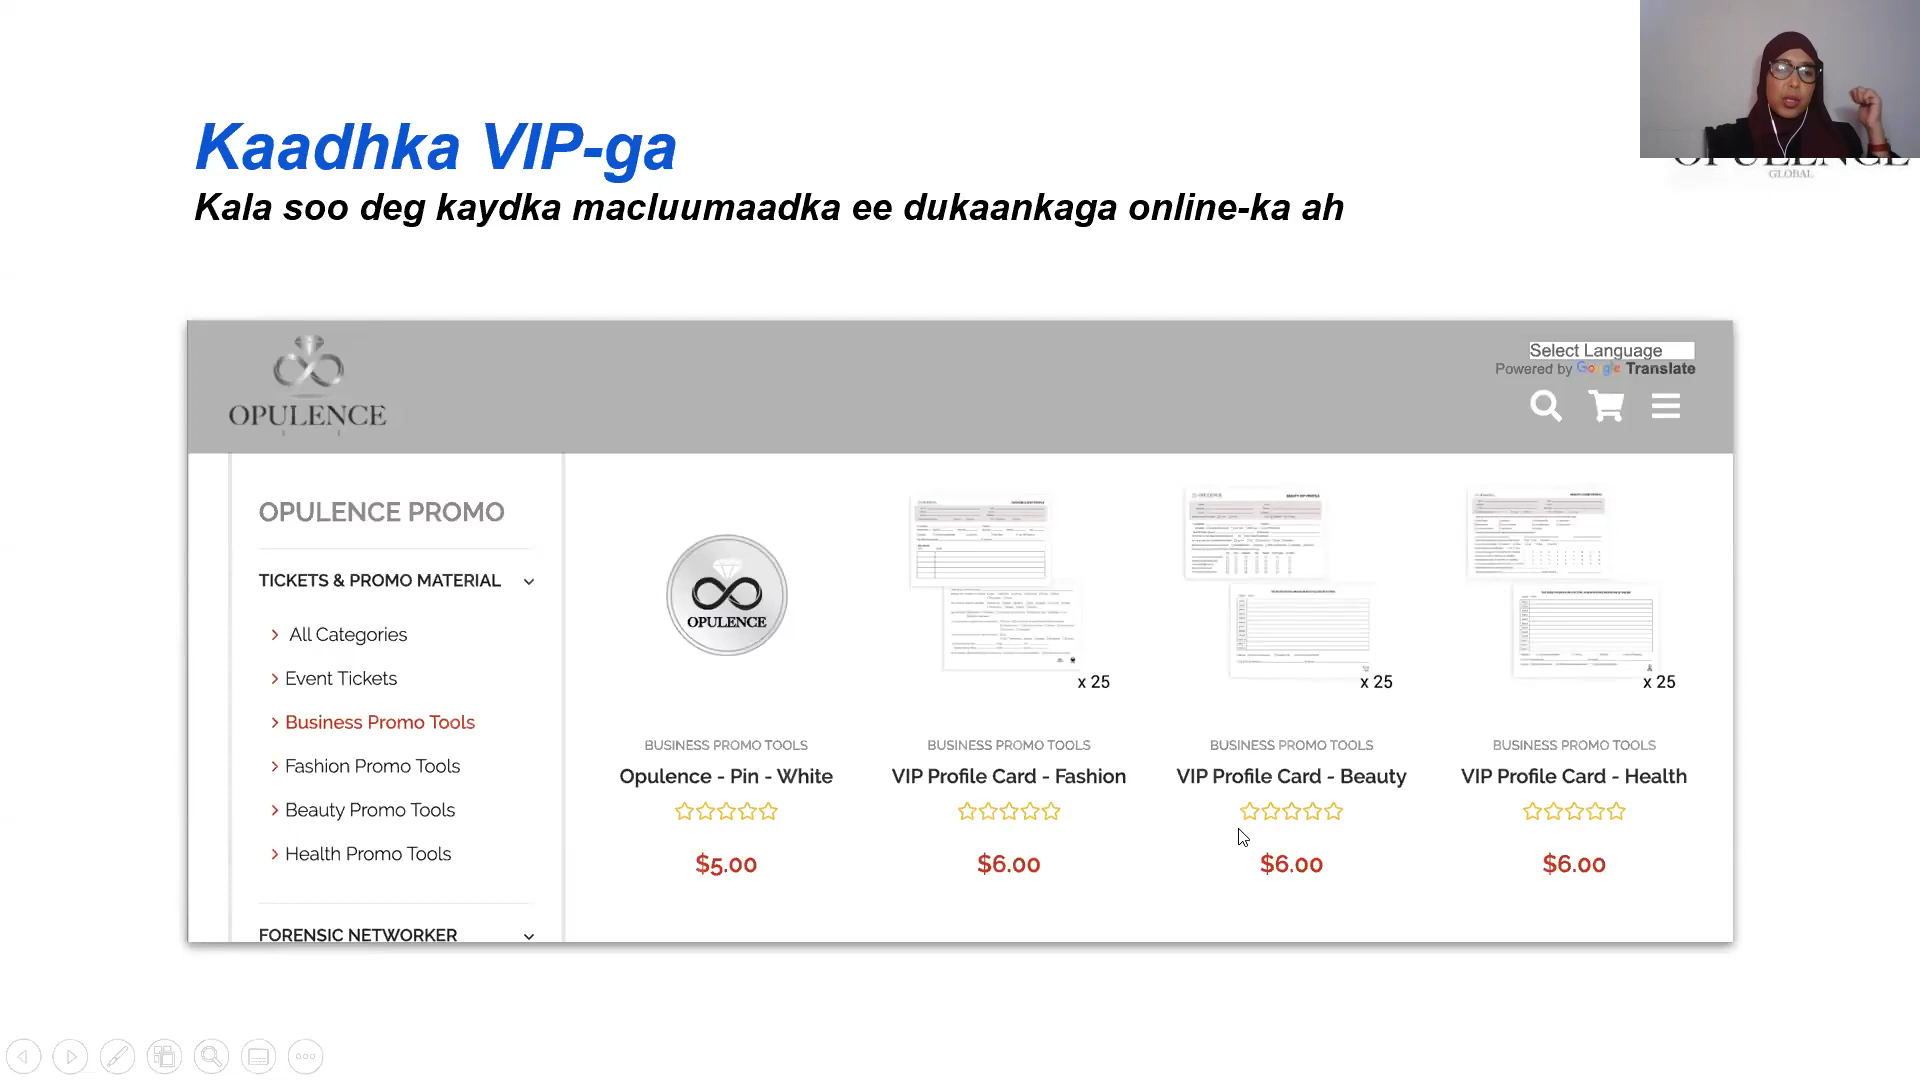 Kaadhka VIP-ga
Kala soo deg kaydka macluumaadka ee dukaankaga online-ka ah
OPULENCE
GLOBAL
OPULENCE
Select Language
Powered by Google Translate
OPULENCE PROMO
TICKETS & PROMO MATERIAL
All Categories
Event Tickets
Business Promo Tools
Fashion Promo Tools
Beauty Promo Tools
Health Promo Tools
FORENSIC NETWORKER
OPULENCE
x 25
x 25
x 25
BUSINESS PROMO TOOLS
Opulence - Pin - White
$5.00
BUSINESS PROMO TOOLS
VIP Profile Card - Fashion
$6.00
BUSINESS PROMO TOOLS
VIP Profile Card - Beauty
$6.00
BUSINESS PROMO TOOLS
VIP Profile Card - Health
$6.00